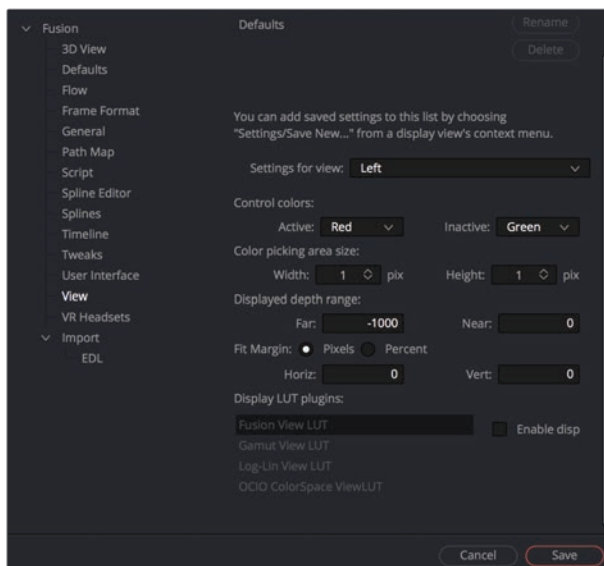 Fusion
3D View
Defaults
Flow
Frame Format
General
Path Map
Script
Spline Editor
Splines
Timeline
Tweaks
User Interface
View
VR Headsets
Import
EDL
Defaults
Rename
Delete
You can add saved settings to this list by choosing
"Settings/Save New..." from a display view's context menu.
Settings for view: Left
Control colors:
Active: Red Inactive: Green
Color picking area size:
Width: 1 pix Height: 1 pix
Displayed depth range:
Far: -1000 Near: 0
Fit Margin: Pixels Percent
Horiz: 0 Vert: 0
Display LUT plugins:
Fusion View LUT
Enable disp
Gamut View LUT
Log-Lin View LUT
OCIO ColorSpace ViewLUT
Cancel Save